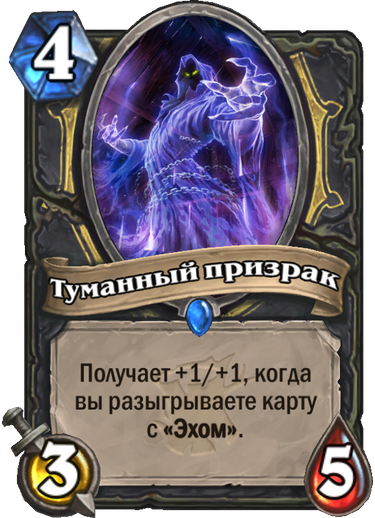 4
Туманный призрак
Получает +1/+1, когда
вы разыгрываете карту
с «Эхом».
3
5